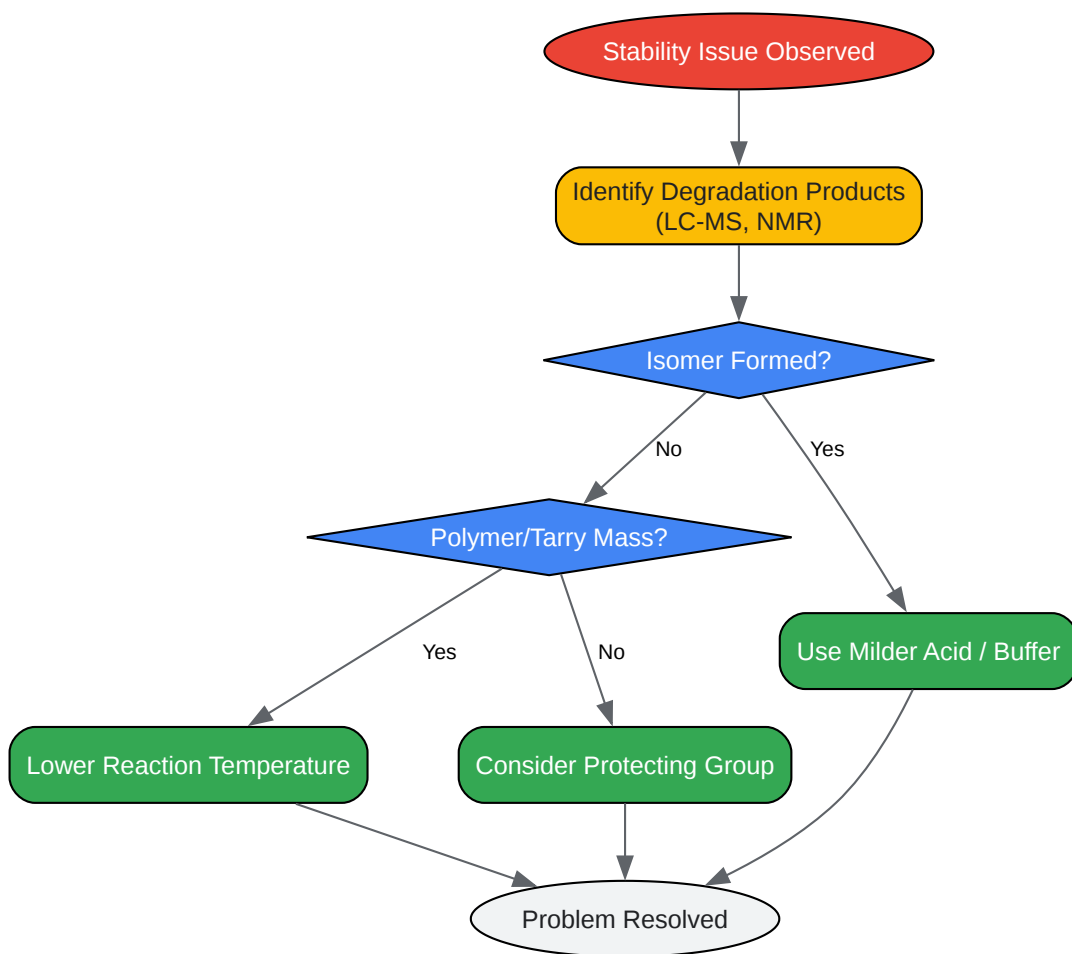 Stability Issue Observed
Identify Degradation Products
(LC-MS, NMR)
Isomer Formed?
No
Yes
Polymer/Tarry Mass?
Yes
No
Use Milder Acid / Buffer
Lower Reaction Temperature
Consider Protecting Group
Problem Resolved